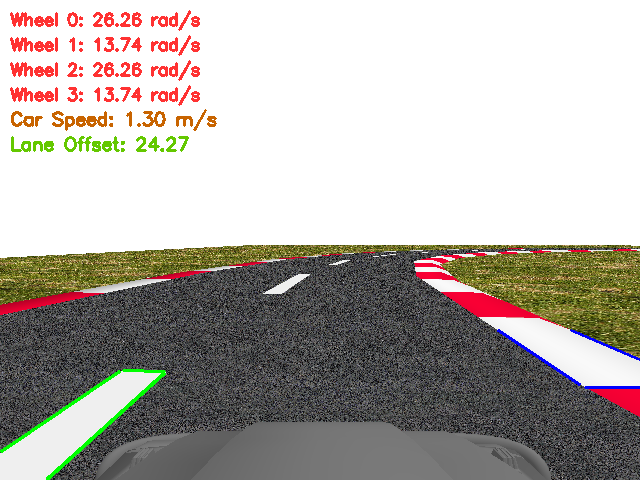 Wheel 0: 26.26 rad/s
Wheel 1: 13.74 rad/s
Wheel 2: 26.26 rad/s
Wheel 3: 13.74 rad/s
Car Speed: 1.30 m/s
Lane Offset: 24.27